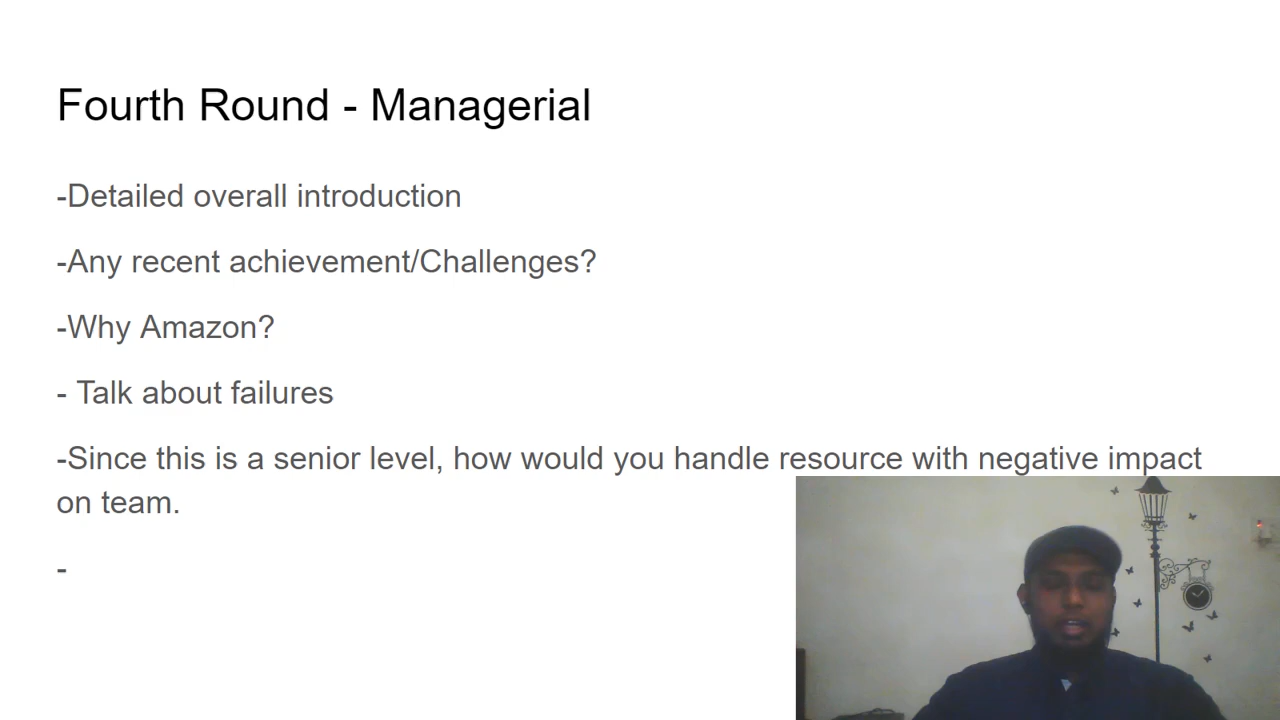 Fourth Round - Managerial
-Detailed overall introduction
-Any recent achievement/Challenges?
-Why Amazon?
- Talk about failures
-Since this is a senior level, how would you handle resource with negative impact
on team.
-